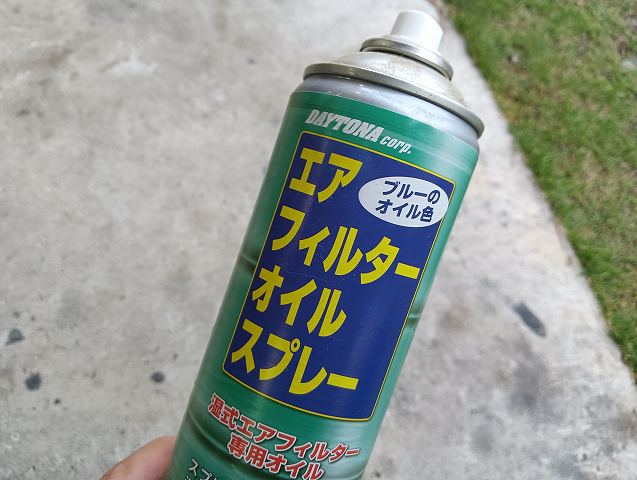 DAYTONA corp.
エア
ブルーの
オイル色
フィルター
オイル
スプレー
湿式エアフィルター
専用オイル